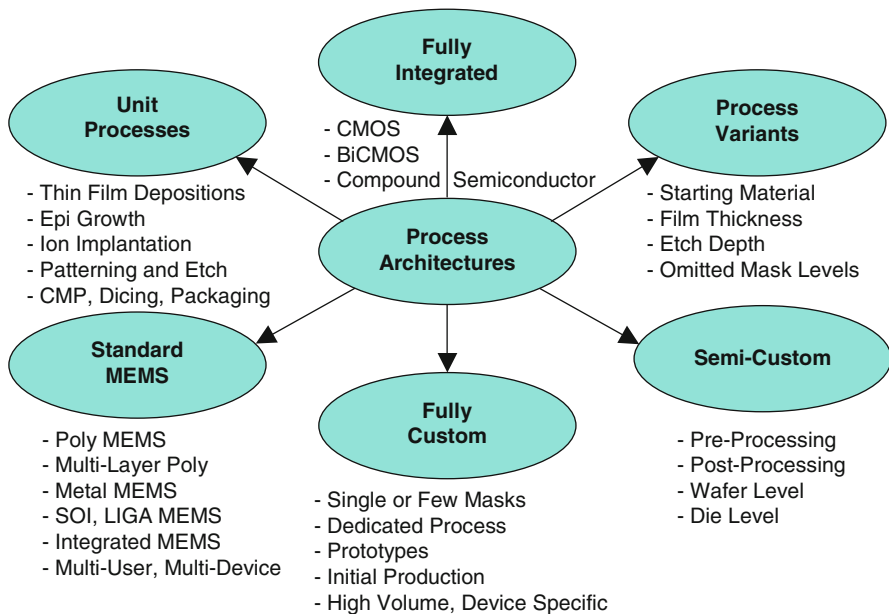 Fully
Integrated
- CMOS
- BiCMOS
- Compound Semiconductor
Unit
Processes
- Thin Film Depositions
- Epi Growth
- Ion Implantation
- Patterning and Etch
- CMP, Dicing, Packaging
Process
Variants
- Starting Material
- Film Thickness
- Etch Depth
- Omitted Mask Levels
Process
Architectures
Standard
MEMS
- Poly MEMS
- Multi-Layer Poly
- Metal MEMS
- SOI, LIGA MEMS
- Integrated MEMS
- Multi-User, Multi-Device
Fully
Custom
- Single or Few Masks
- Dedicated Process
- Prototypes
- Initial Production
- High Volume, Device Specific
Semi-Custom
- Pre-Processing
- Post-Processing
- Wafer Level
- Die Level